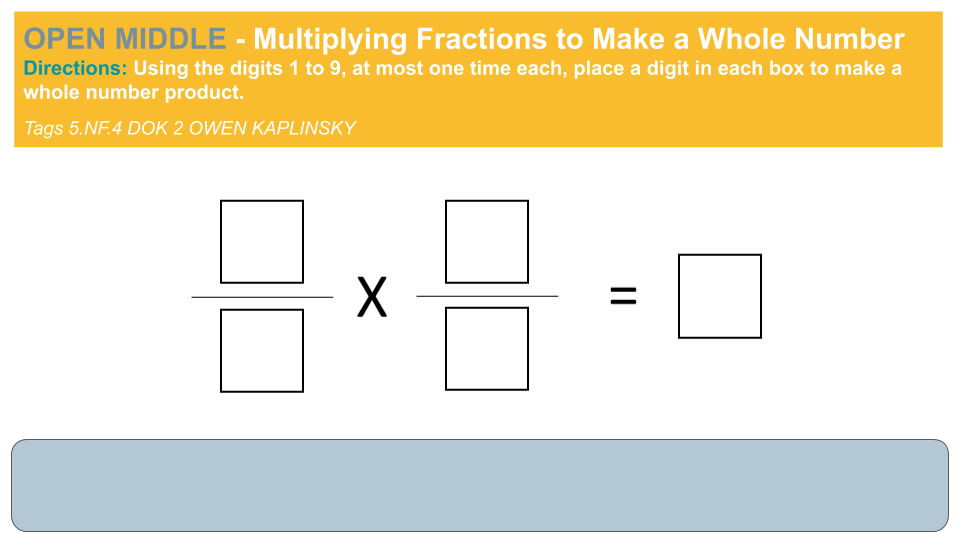 OPEN MIDDLE - Multiplying Fractions to Make a Whole Number
Directions: Using the digits 1 to 9, at most one time each, place a digit in each box to make a
whole number product.
Tags 5.NF.4 DOK 2 OWEN KAPLINSKY
X =